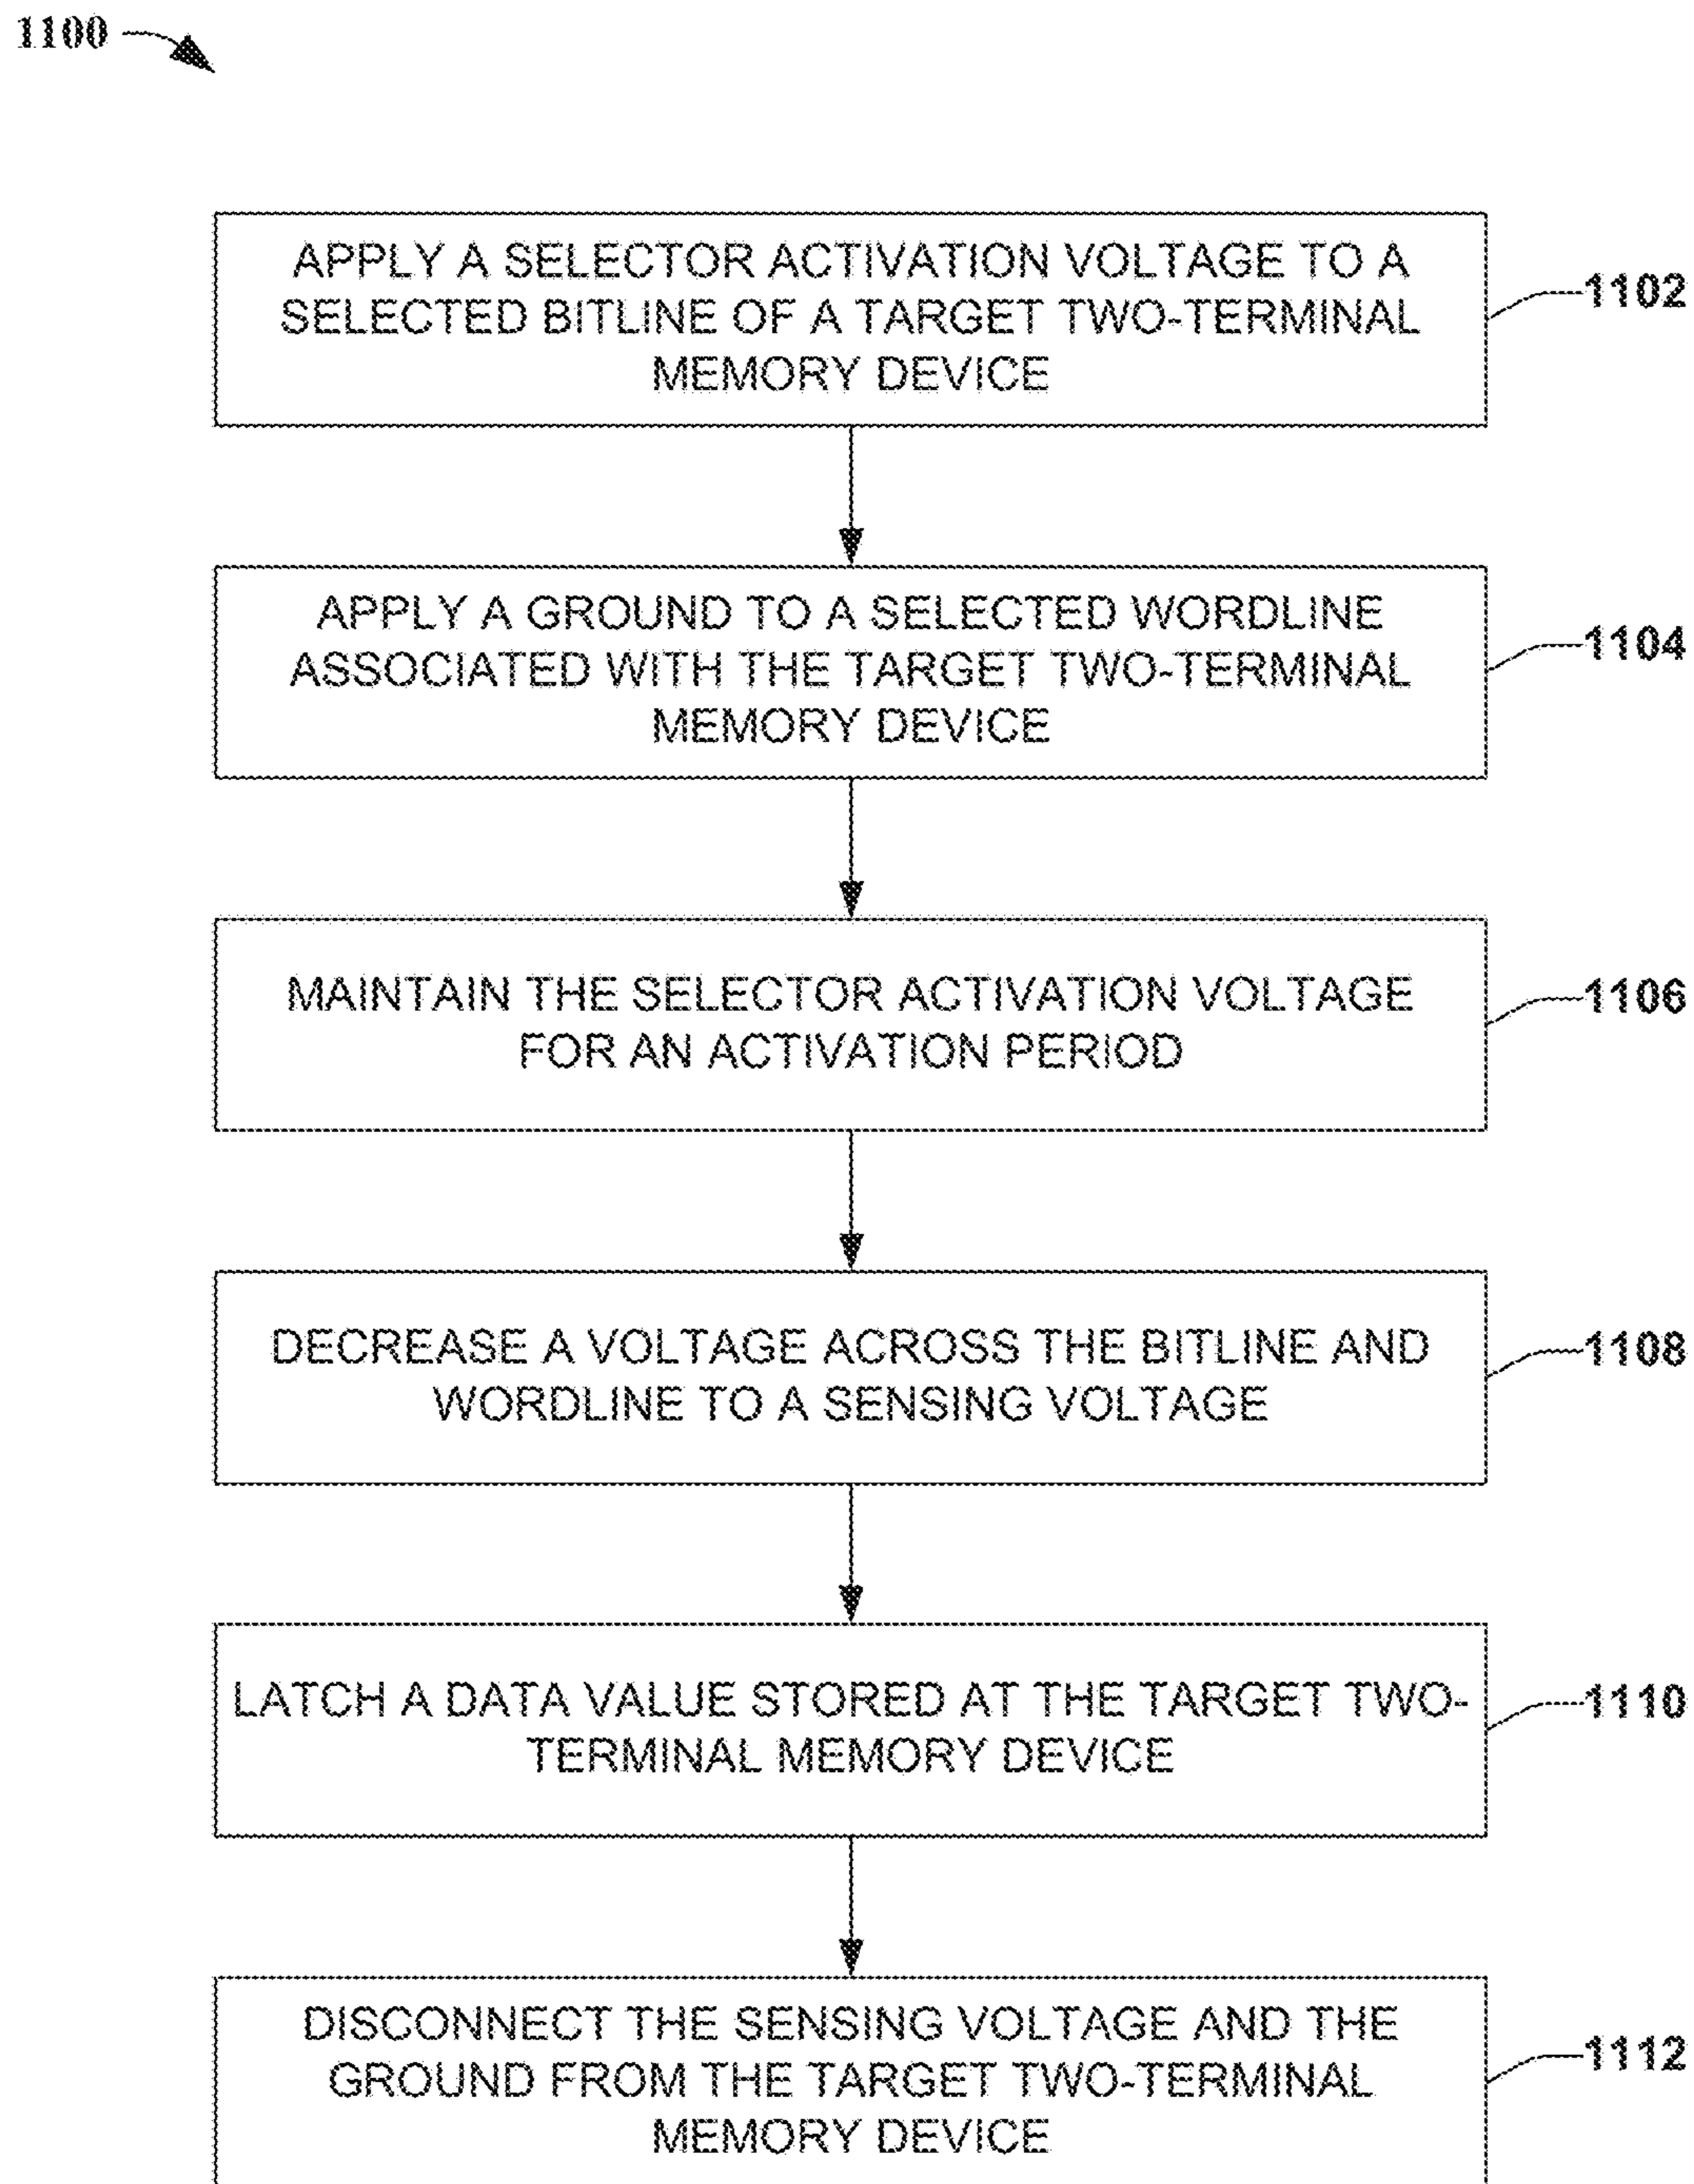 1100
APPLY A SELECTOR ACTIVATION VOLTAGE TO A
SELECTED BITLINE OF A TARGET TWO-TERMINAL
MEMORY DEVICE
1102
APPLY A GROUND TO A SELECTED WORDLINE
ASSOCIATED WITH THE TARGET TWO-TERMINAL
MEMORY DEVICE
1104
MAINTAIN THE SELECTOR ACTIVATION VOLTAGE
FOR AN ACTIVATION PERIOD
1106
DECREASE A VOLTAGE ACROSS THE BITLINE AND
WORDLINE TO A SENSING VOLTAGE
1108
LATCH A DATA VALUE STORED AT THE TARGET TWO-
TERMINAL MEMORY DEVICE
1110
DISCONNECT THE SENSING VOLTAGE AND THE
GROUND FROM THE TARGET TWO-TERMINAL
MEMORY DEVICE
1112